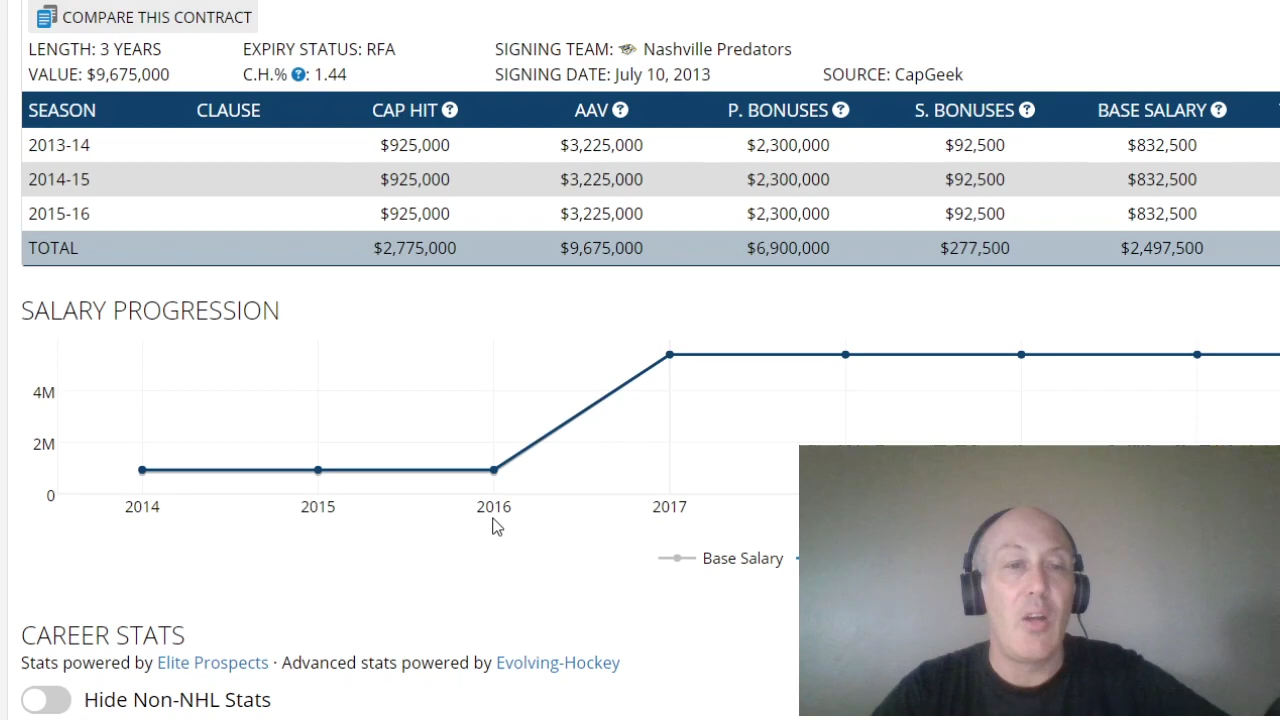 COMPARE THIS CONTRACT
LENGTH: 3 YEARS EXPIRY STATUS: RFA SIGNING TEAM: Nashville Predators
VALUE: $9,675,000 C.H.% ?: 1.44 SIGNING DATE: July 10, 2013 SOURCE: CapGeek
SEASON CLAUSE CAP HIT ? AAV ? P. BONUSES ? S. BONUSES ? BASE SALARY ?
2013-14 $925,000 $3,225,000 $2,300,000 $92,500 $832,500
2014-15 $925,000 $3,225,000 $2,300,000 $92,500 $832,500
2015-16 $925,000 $3,225,000 $2,300,000 $92,500 $832,500
TOTAL $2,775,000 $9,675,000 $6,900,000 $277,500 $2,497,500
SALARY PROGRESSION
4M
2M
0
2014 2015 2016 2017
Base Salary
CAREER STATS
Stats powered by Elite Prospects · Advanced stats powered by Evolving-Hockey
Hide Non-NHL Stats